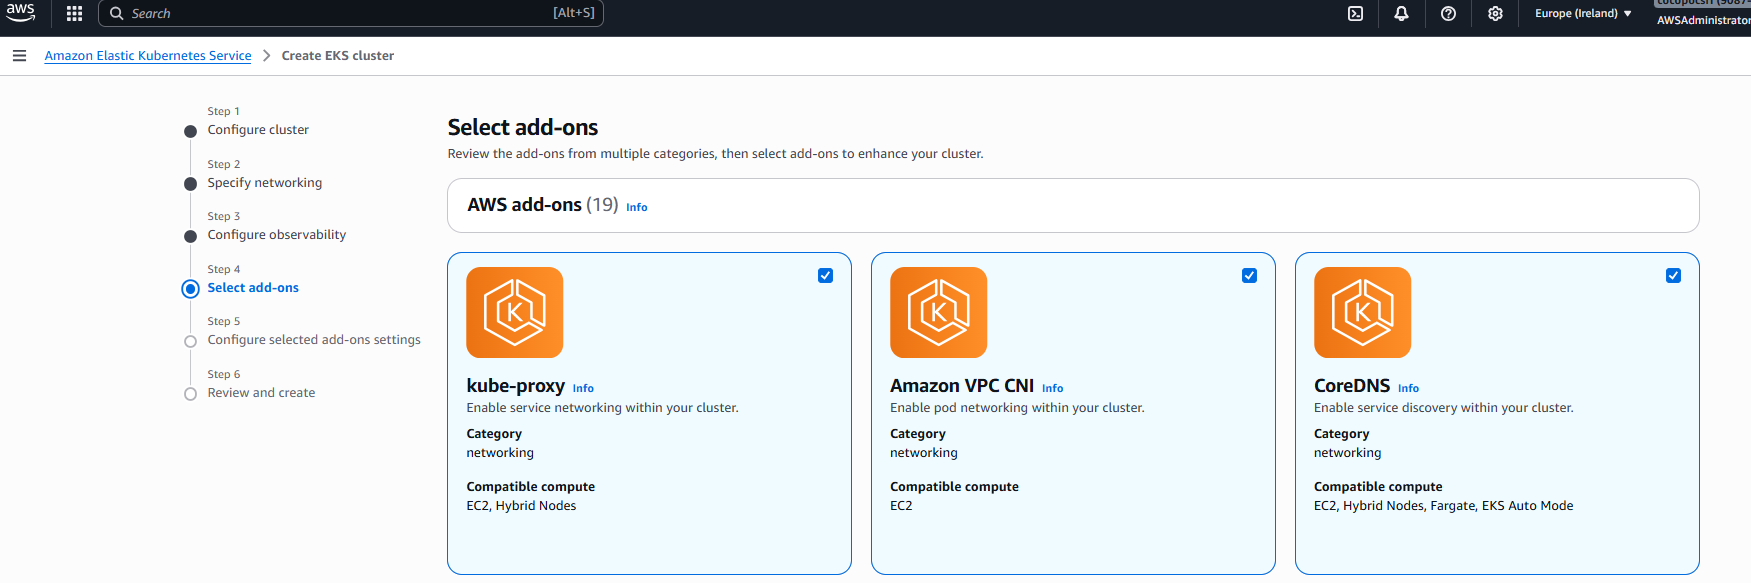 aws
Search
[Alt+S]
Europe (Ireland)
AWSAdministrator
Amazon Elastic Kubernetes Service
Create EKS cluster
Step 1
Configure cluster
Step 2
Specify networking
Step 3
Configure observability
Step 4
Select add-ons
Step 5
Configure selected add-ons settings
Step 6
Review and create
Select add-ons
Review the add-ons from multiple categories, then select add-ons to enhance your cluster.
AWS add-ons (19) Info
kube-proxy Info
Enable service networking within your cluster.
Category
networking
Compatible compute
EC2, Hybrid Nodes
Amazon VPC CNI Info
Enable pod networking within your cluster.
Category
networking
Compatible compute
EC2
CoreDNS Info
Enable service discovery within your cluster.
Category
networking
Compatible compute
EC2, Hybrid Nodes, Fargate, EKS Auto Mode